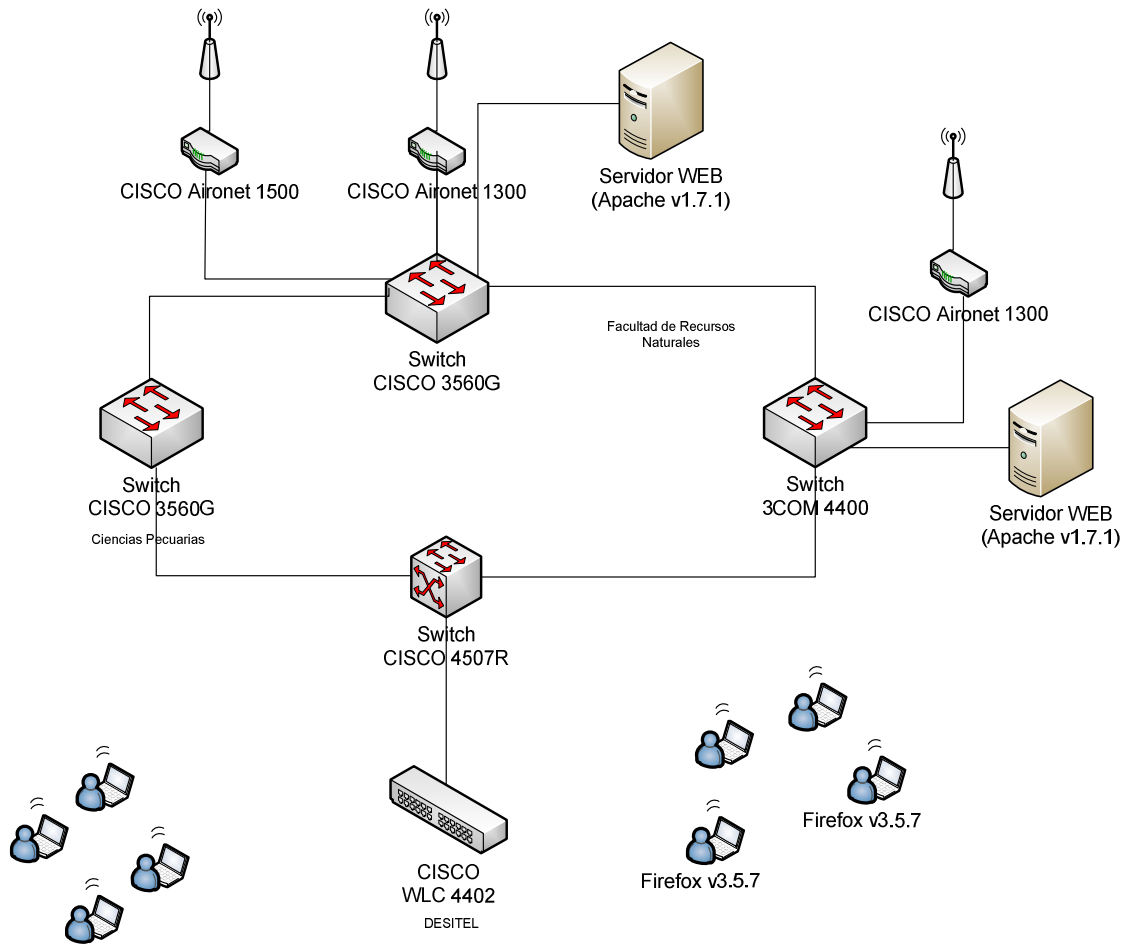 CISCO Aironet 1500
CISCO Aironet 1300
Servidor WEB
(Apache v1.7.1)
CISCO Aironet 1300
Facultad de Recursos
Naturales
Switch
CISCO 3560G
Switch
CISCO 3560G
Ciencias Pecuarias
Switch
3COM 4400
Servidor WEB
(Apache v1.7.1)
Switch
CISCO 4507R
Firefox v3.5.7
Firefox v3.5.7
CISCO
WLC 4402
DESITEL